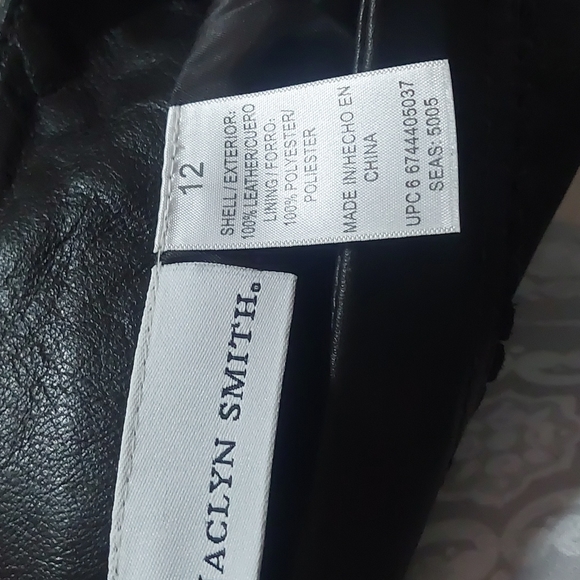 12
SHELL/EXTERIOR:
100% LEATHER/CUERO
LINING/FORRO:
100% POLYESTER/
POLIESTER
MADE IN/HECHO EN
CHINA
UPC 6 6744405037
SEAS: 5005
ACLYN SMITH®